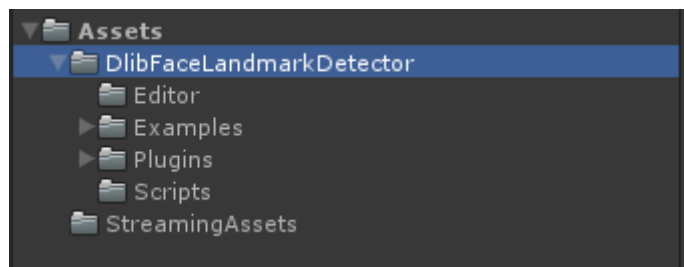 Assets
DlibFaceLandmarkDetector
Editor
Examples
Plugins
Scripts
StreamingAssets